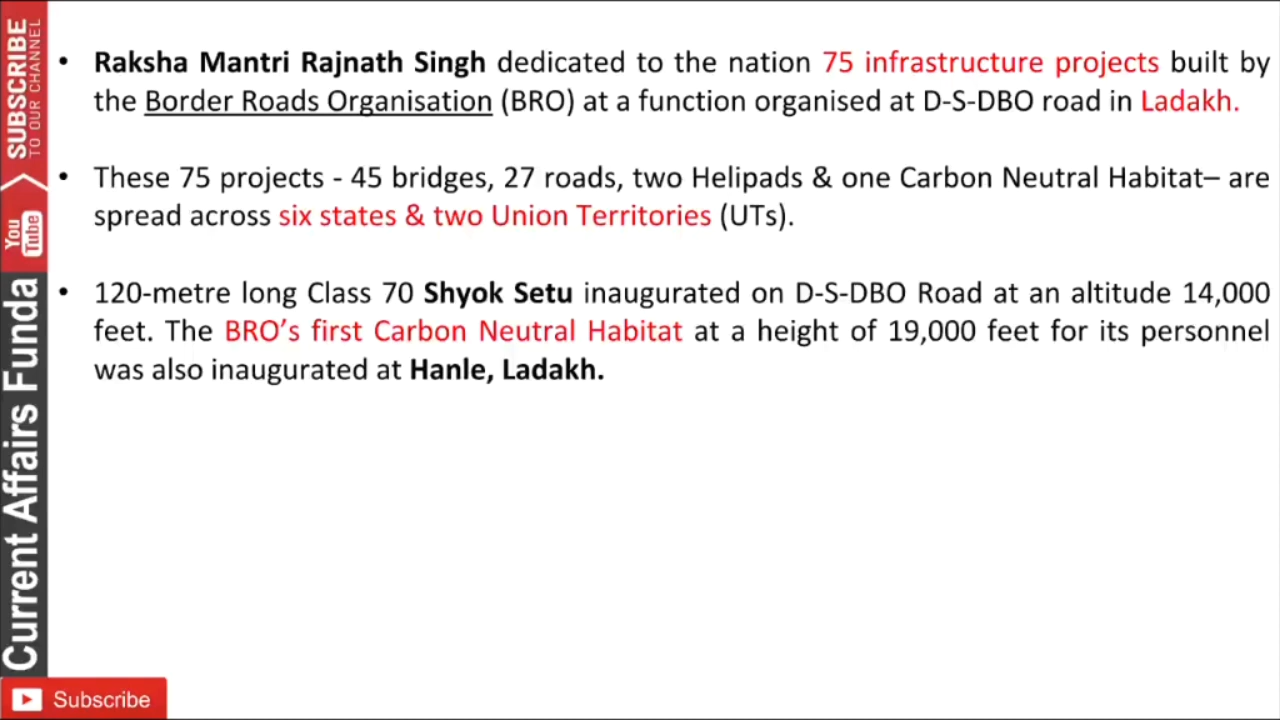 SUBSCRIBE
TO OUR CHANNEL
You
Tube
Current Affairs Funda
• Raksha Mantri Rajnath Singh dedicated to the nation 75 infrastructure projects built by
the Border Roads Organisation (BRO) at a function organised at D-S-DBO road in Ladakh.
• These 75 projects - 45 bridges, 27 roads, two Helipads & one Carbon Neutral Habitat– are
spread across six states & two Union Territories (UTs).
• 120-metre long Class 70 Shyok Setu inaugurated on D-S-DBO Road at an altitude 14,000
feet. The BRO’s first Carbon Neutral Habitat at a height of 19,000 feet for its personnel
was also inaugurated at Hanle, Ladakh.
Subscribe